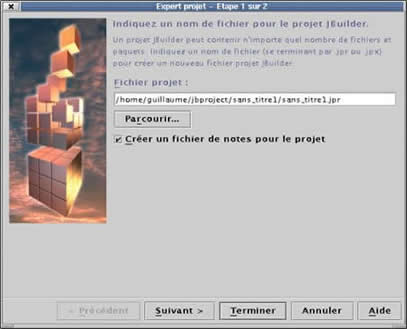 Expert projet - Etape 1 sur 2
Indiquez un nom de fichier pour le projet JBuilder.
Un projet JBuilder peut contenir n'importe quel nombre de fichiers et
paquets. Indiquez un nom de fichier (se terminant par .jpr ou .jpx)
pour créer un nouveau fichier projet JBuilder.
Fichier projet :
/home/guillaume/jbproject/sans_titre1/sans_titre1.jpr
Parcourir...
Créer un fichier de notes pour le projet
< Précédent Suivant > Terminer Annuler Aide